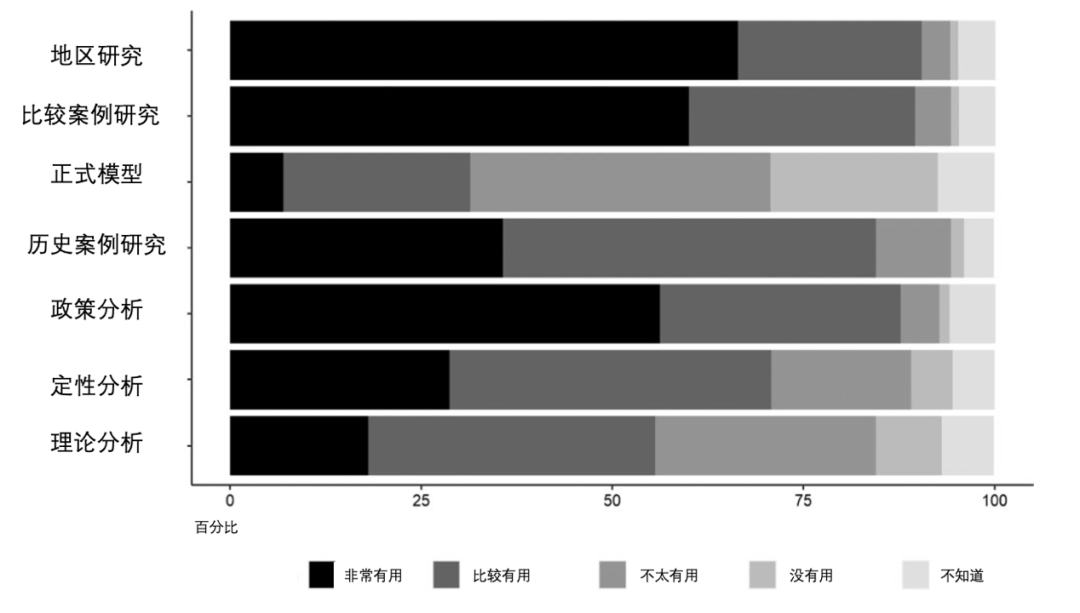 地区研究
比较案例研究
正式模型
历史案例研究
政策分析
定性分析
理论分析
0 25 50 75 100
百分比
非常有用 比较有用 不太有用 没有用 不知道